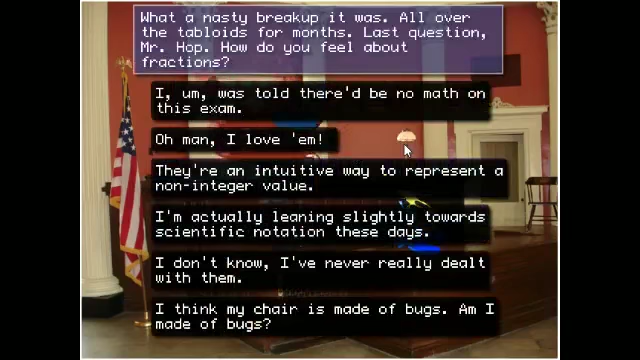 What a nasty breakup it was. All over
the tabloids for months. Last question,
Mr. Hop. How do you feel about
fractions?
I, um, was told there'd be no math on
this exam.
Oh man, I love 'em!
They're an intuitive way to represent a
non-integer value.
I'm actually leaning slightly towards
scientific notation these days.
I don't know, I've never really dealt
with them.
I think my chair is made of bugs. Am I
made of bugs?